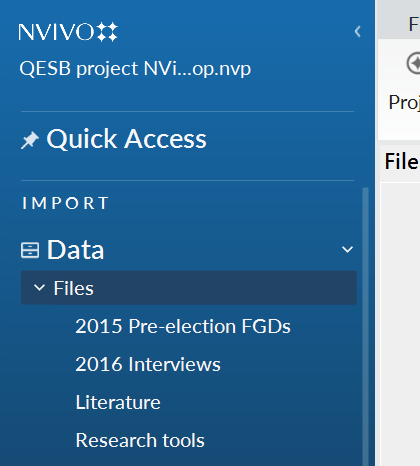 NVIVO
QESB project NVi...op.nvp
Quick Access
IMPORT
Data
Files
2015 Pre-election FGDs
2016 Interviews
Literature
Research tools
F
Proj
File